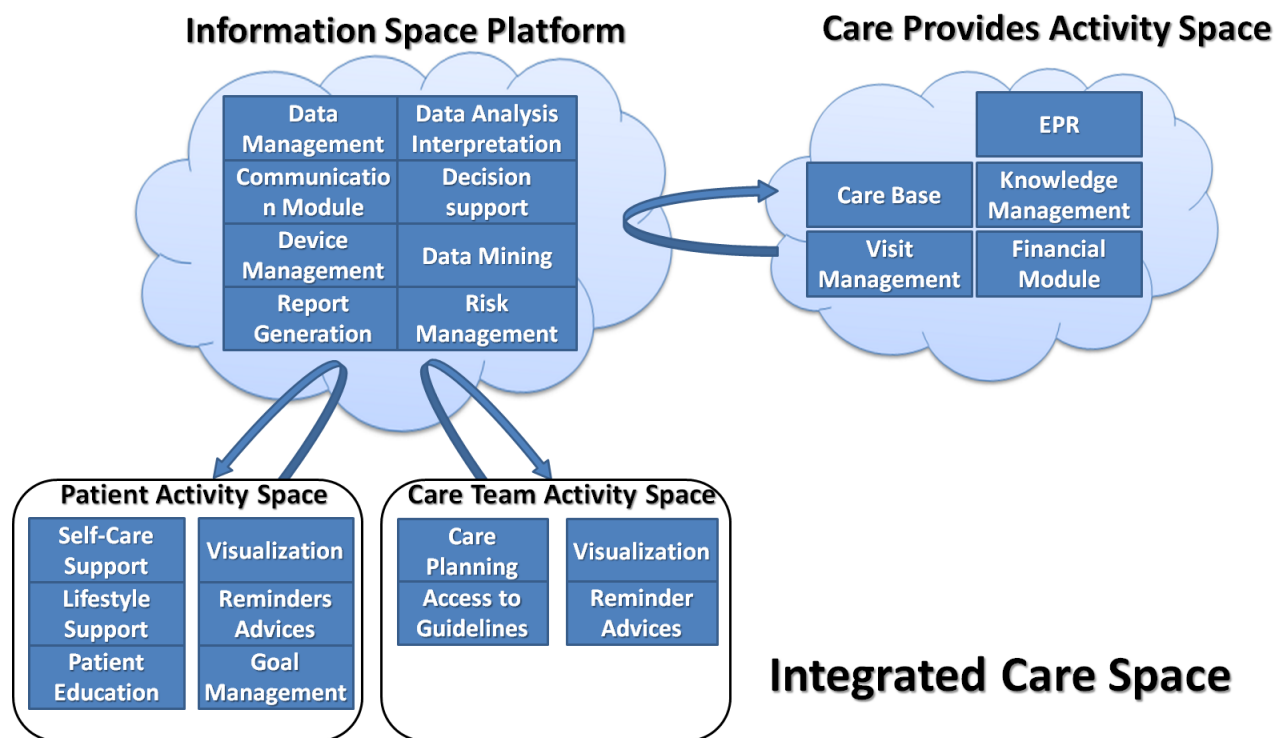 Information Space Platform
Care Provides Activity Space
Data
Management
Data Analysis
Interpretation
Communicatio
n Module
Decision
support
Device
Management
Data Mining
Report
Generation
Risk
Management
EPR
Care Base
Knowledge
Management
Visit
Management
Financial
Module
Patient Activity Space
Self-Care
Support
Visualization
Lifestyle
Support
Reminders
Advices
Patient
Education
Goal
Management
Care Team Activity Space
Care
Planning
Visualization
Access to
Guidelines
Reminder
Advices
Integrated Care Space